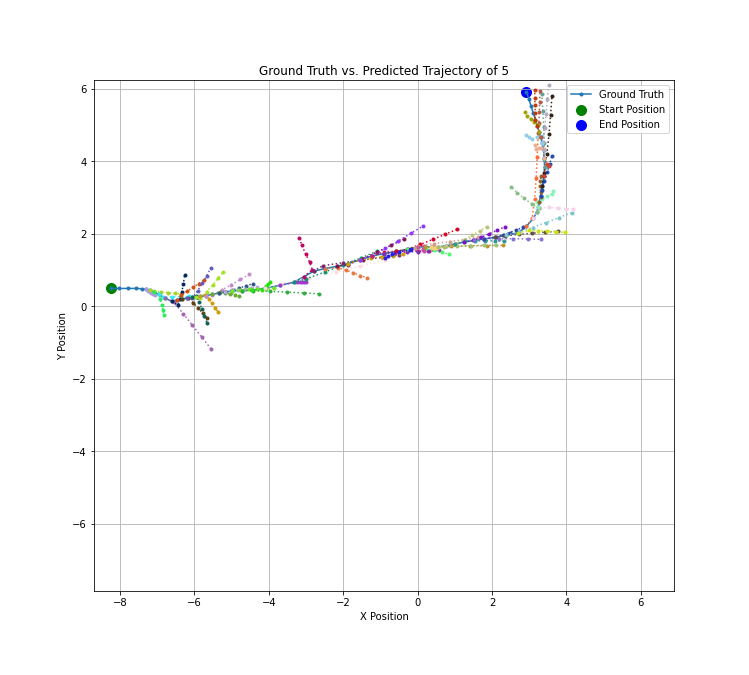 Ground Truth vs. Predicted Trajectory of 5
Ground Truth
Start Position
End Position
6
4
2
0
−2
−4
−6
Y Position
−8 −6 −4 −2 0 2 4 6
X Position